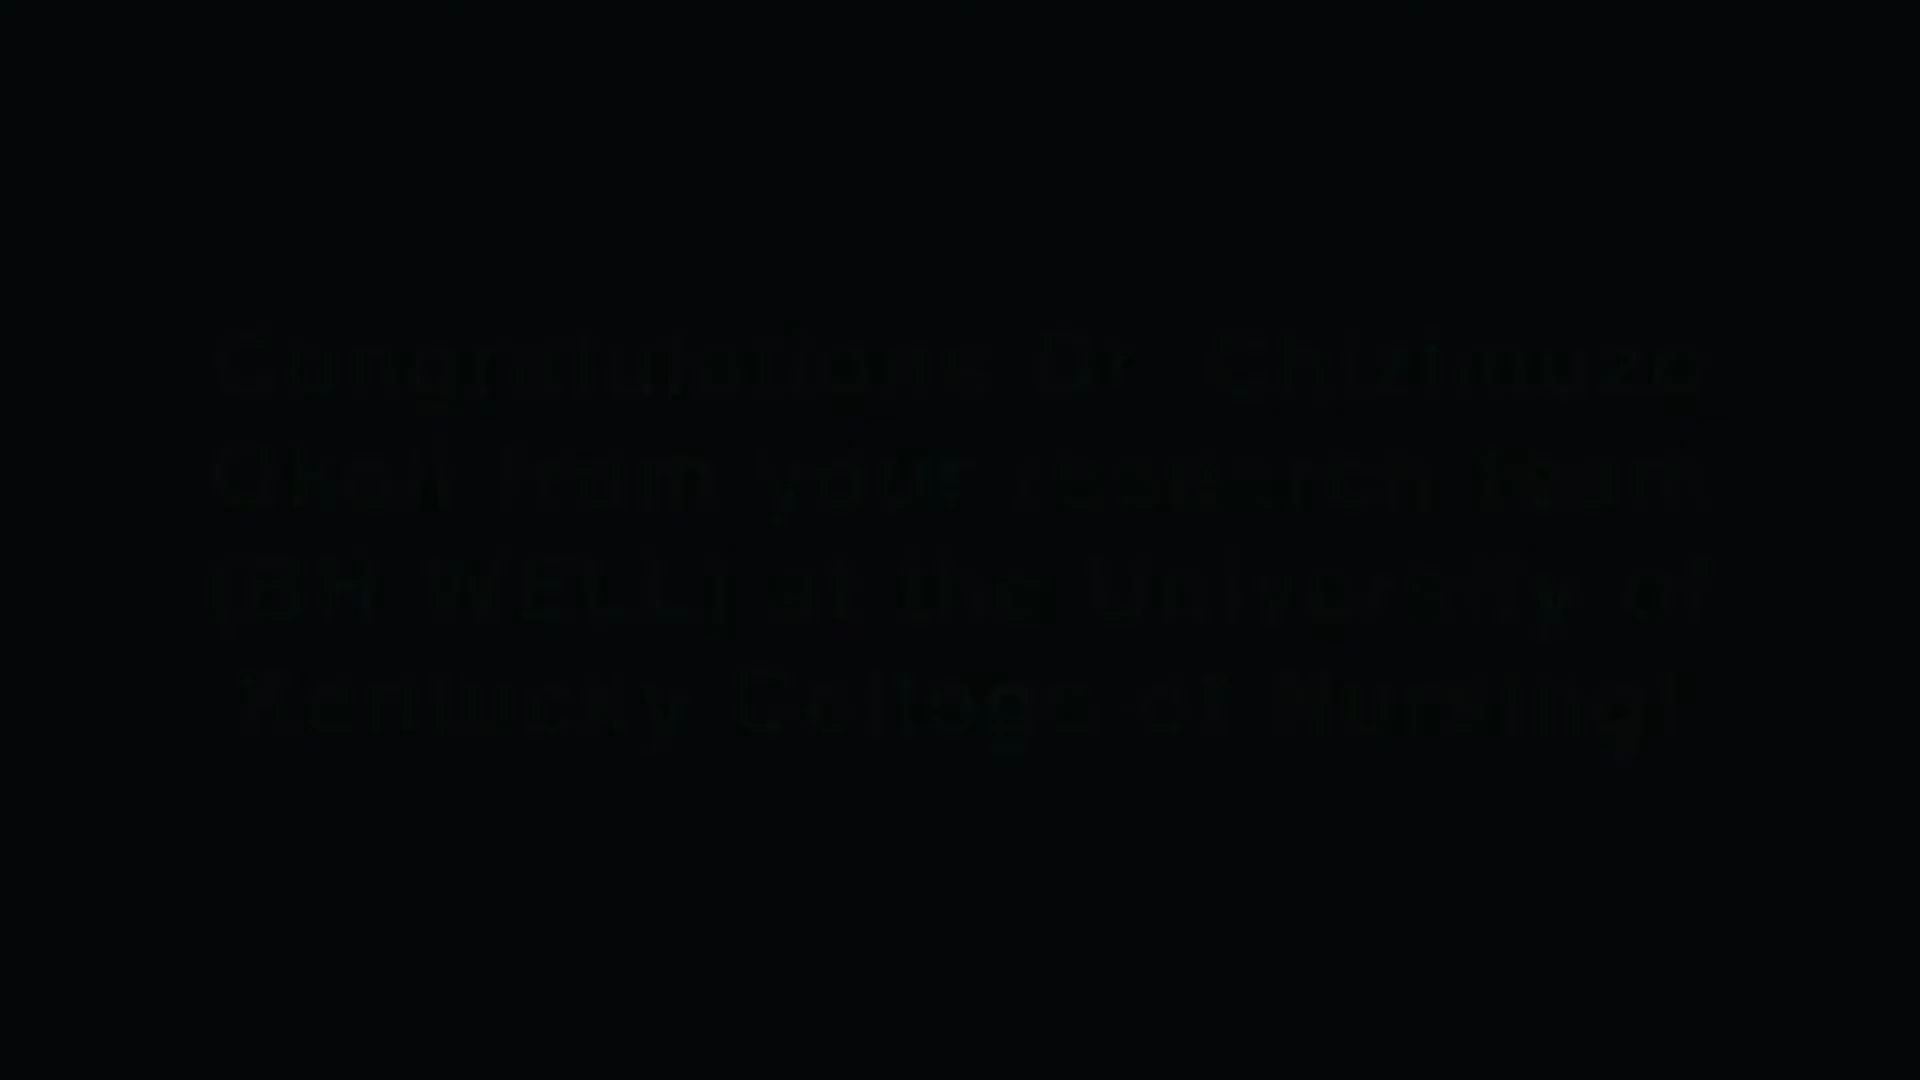 Congratulations Dr. Chizimuzo
Okoli from your research team
(BH WELL) at the University of
Kentucky College of Nursing!